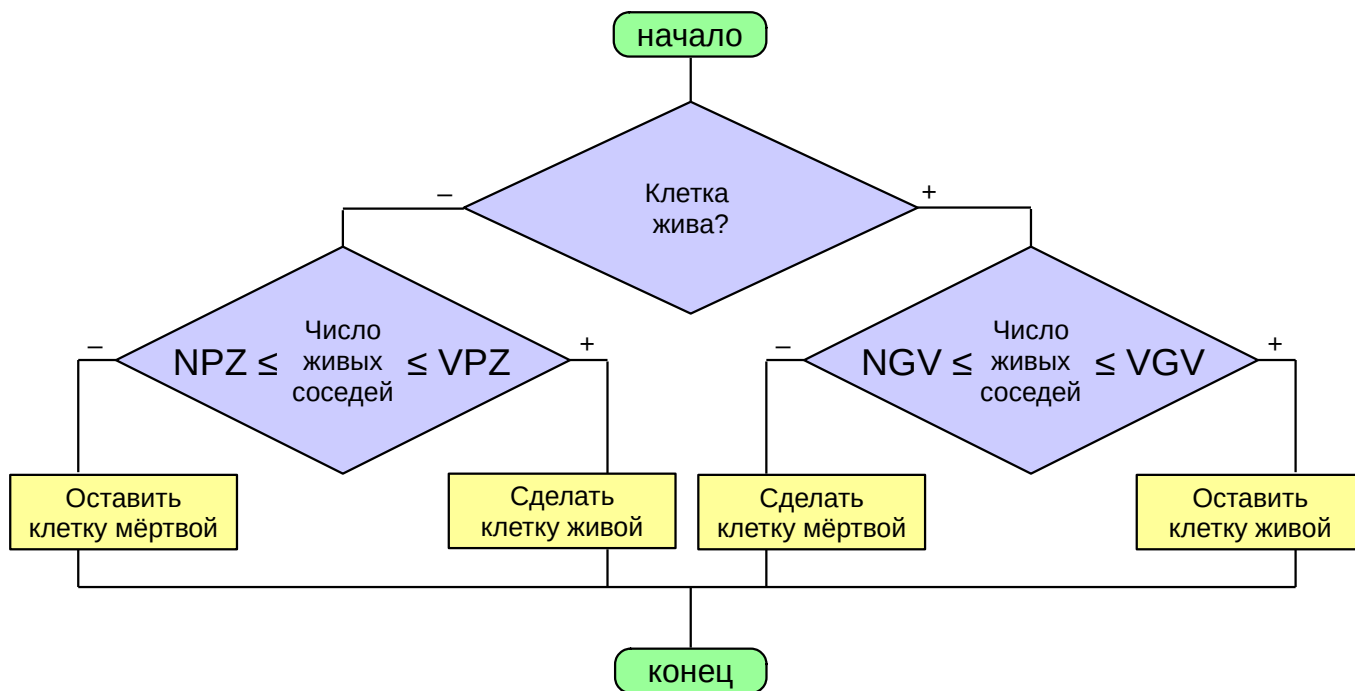 начало
Клетка
жива?
–
+
–
NPZ ≤ Число живых соседей ≤ VPZ
+
–
NGV ≤ Число живых соседей ≤ VGV
+
Оставить
клетку мёртвой
Сделать
клетку живой
Сделать
клетку мёртвой
Оставить
клетку живой
конец